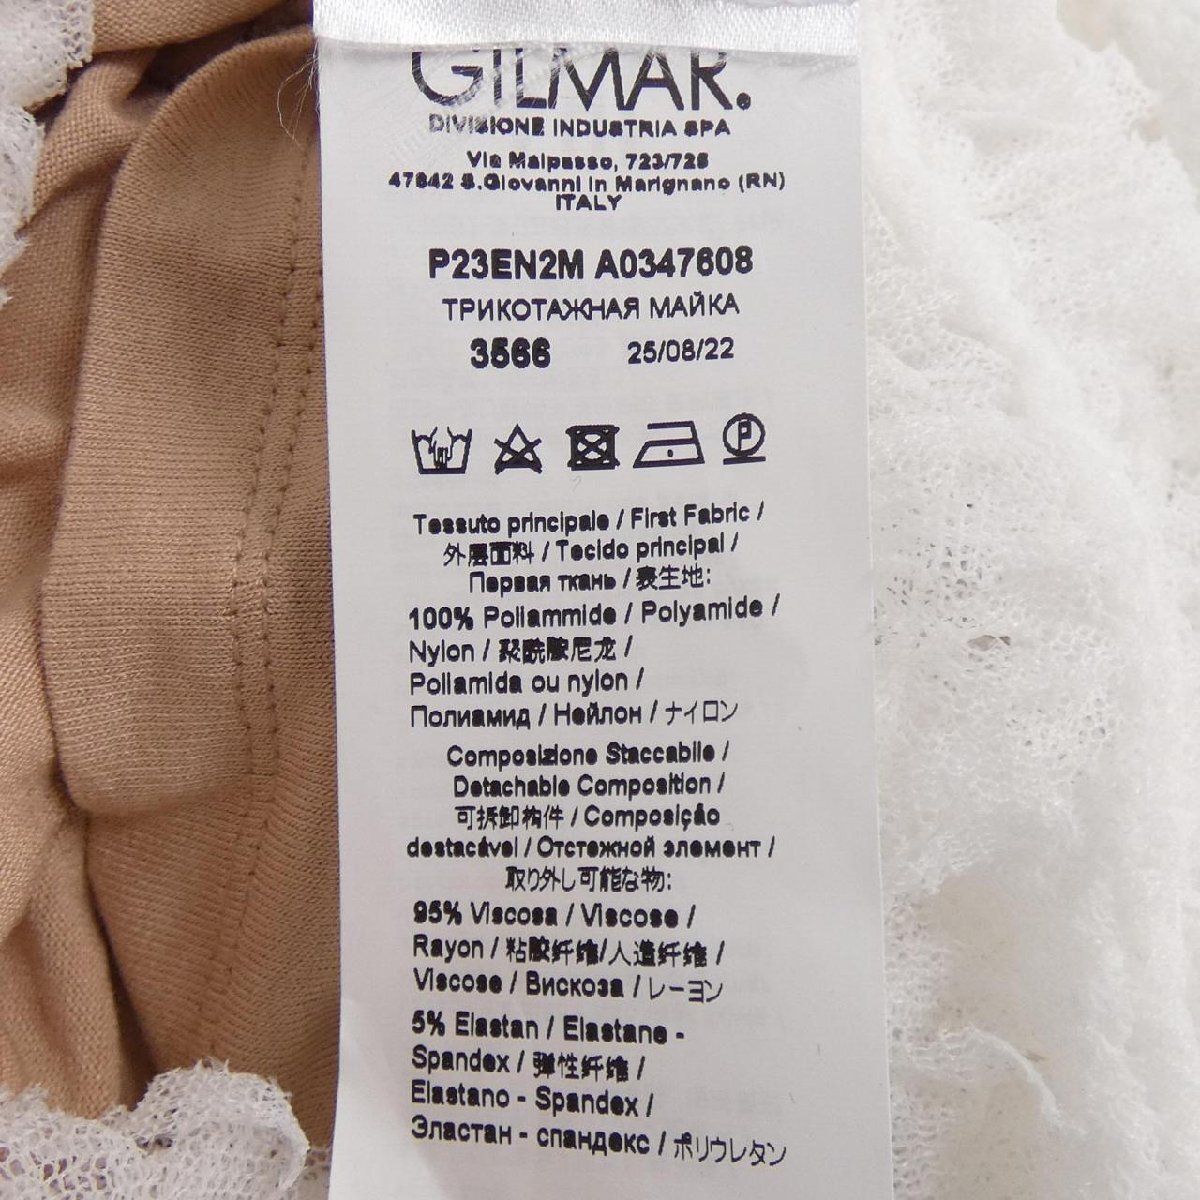 GILMAR.
DIVISIONE INDUSTRIA SPA
Via Malpasso, 723/725
47842 S.Giovanni in Marignano (RN)
ITALY
P23EN2M A0347608
ТРИКОТАЖНАЯ МАЙКА
3566 25/08/22
P
Tessuto principale / First Fabric /
外层面料 / Tecido principal /
Первая ткань / 表生地:
100% Poliammide / Polyamide /
Nylon / 聚酰胺尼龙 /
Poliamida ou nylon /
Полиамид / Нейлон / ナイロン
Composizione Staccabile /
Detachable Composition /
可拆卸构件 / Composição
destacável / Отстежной элемент /
取り外し可能な物:
95% Viscosa / Viscose /
Rayon / 粘胶纤维/人造纤维 /
Viscose / Вискоза / レーヨン
5% Elastan / Elastane -
Spandex / 弹性纤维 /
Elastano - Spandex /
Эластан - спандекс / ポリウレタン